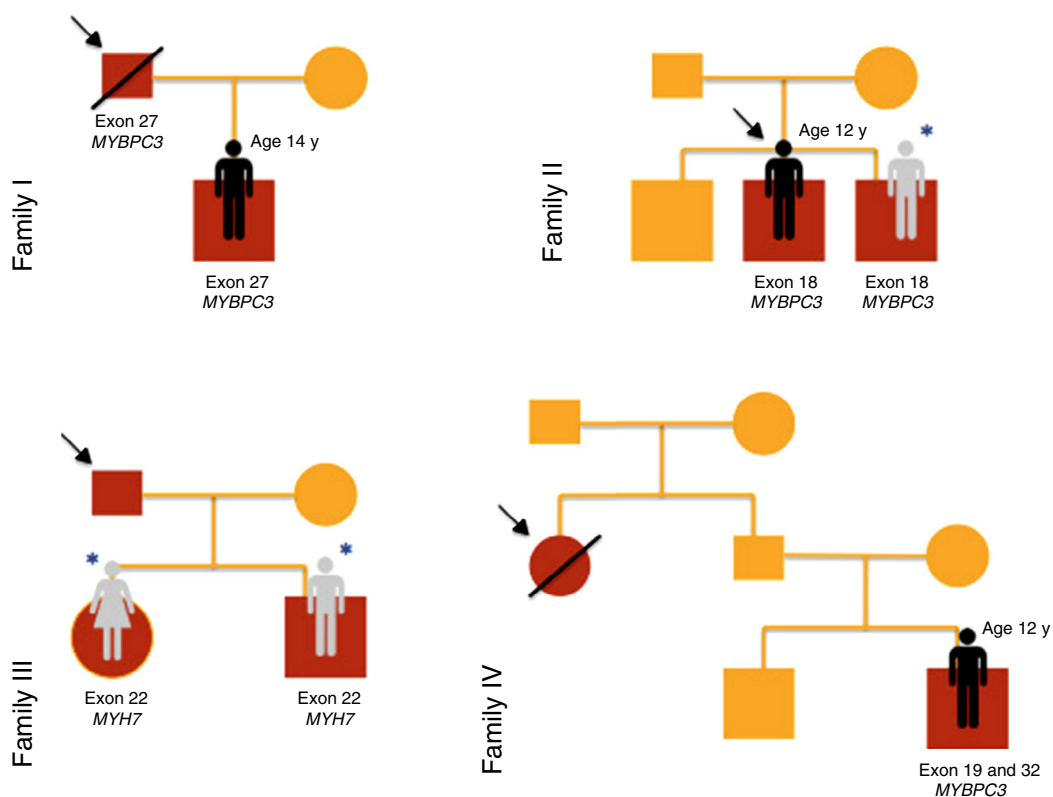 Family I
Exon 27
MYBPC3
Age 14 y
Exon 27
MYBPC3
Family II
Age 12 y
*
Exon 18
MYBPC3
Exon 18
MYBPC3
Family III
*
*
Exon 22
MYH7
Exon 22
MYH7
Family IV
Age 12 y
Exon 19 and 32
MYBPC3